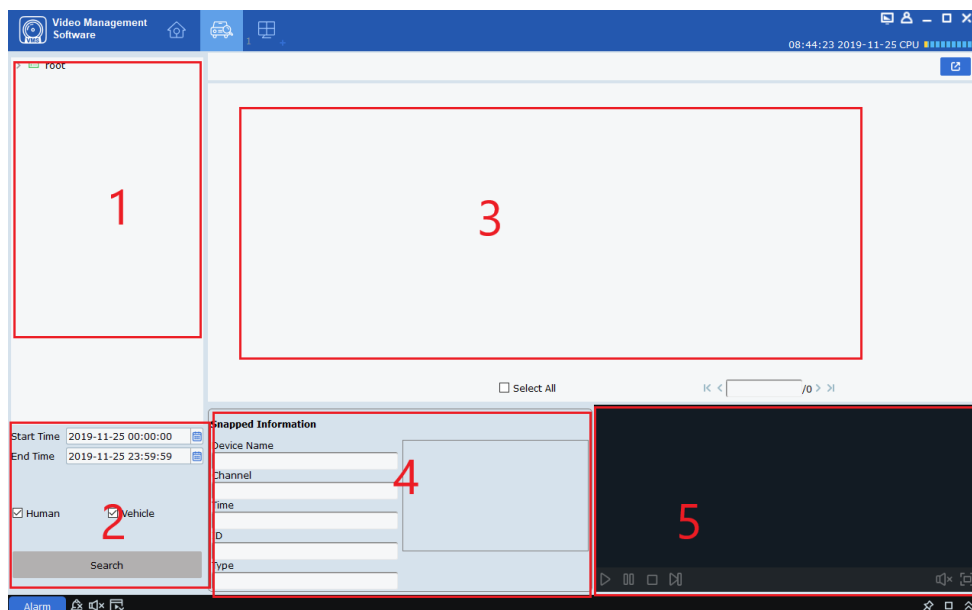 Video Management
Software
VMS
1
08:44:23 2019-11-25 CPU
root
1
3
Select All
/0
Start Time 2019-11-25 00:00:00
End Time 2019-11-25 23:59:59
Human Vehicle
2
Search
Snapped Information
Device Name
Channel
4
Time
ID
Type
5
Alarm